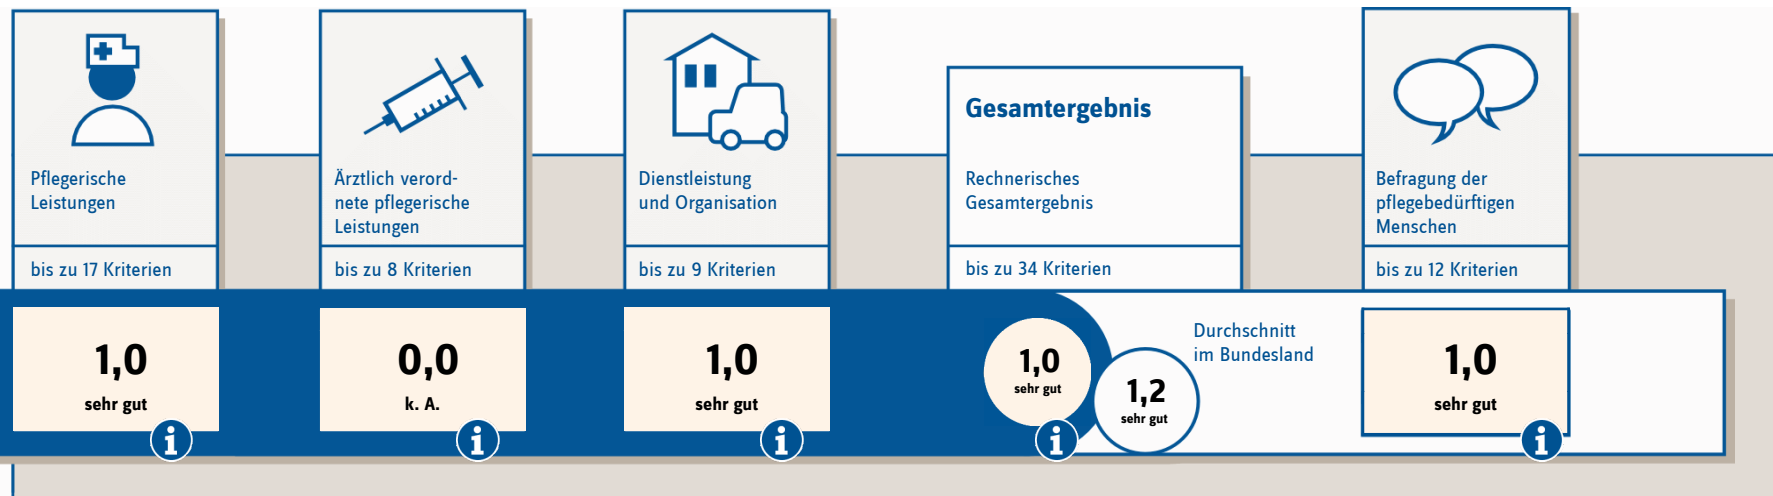 Pflegerische
Leistungen
bis zu 17 Kriterien
1,0
sehr gut
i
Ärztlich verord-
nete pflegerische
Leistungen
bis zu 8 Kriterien
0,0
k. A.
i
Dienstleistung
und Organisation
bis zu 9 Kriterien
1,0
sehr gut
i
Gesamtergebnis
Rechnerisches
Gesamtergebnis
bis zu 34 Kriterien
1,0
sehr gut
i
1,2
sehr gut
Durchschnitt
im Bundesland
Befragung der
pflegebedürftigen
Menschen
bis zu 12 Kriterien
1,0
sehr gut
i